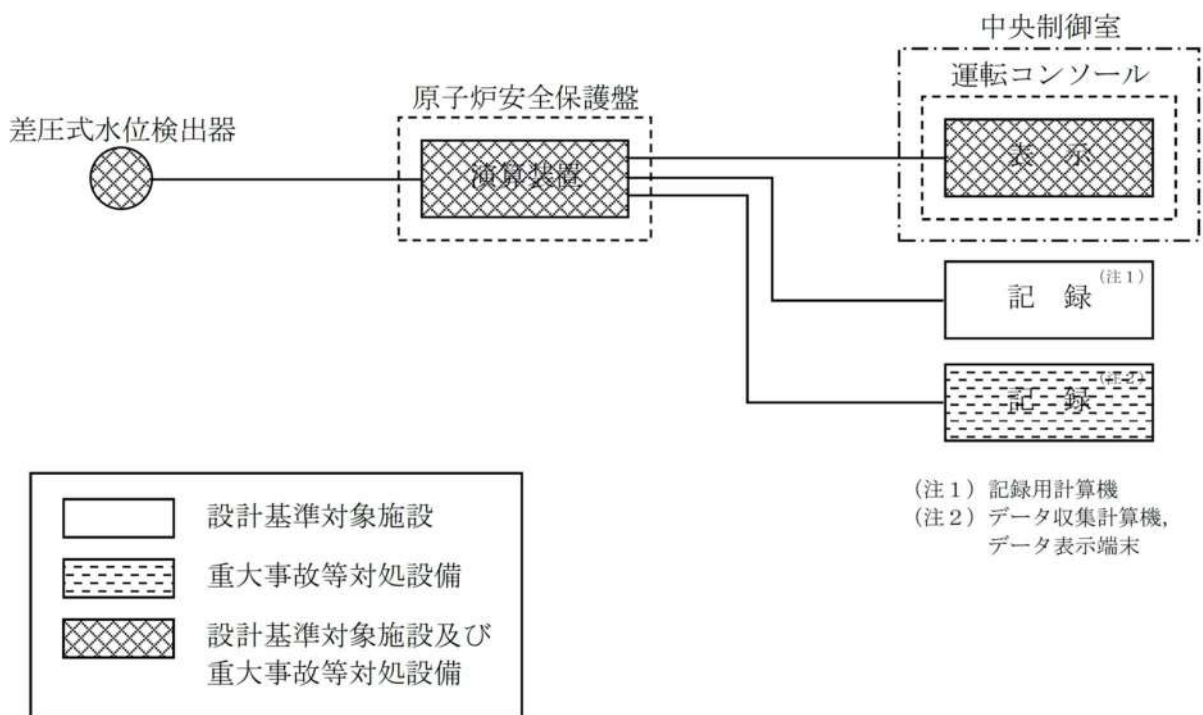 中央制御室
運転コンソール
原子炉安全保護盤
差圧式水位検出器
演算装置
表 示
記 録 (注1)
記 録 (注2)
(注1) 記録用計算機
(注2) データ収集計算機,
データ表示端末
設計基準対象施設
重大事故等対処設備
設計基準対象施設及び
重大事故等対処設備